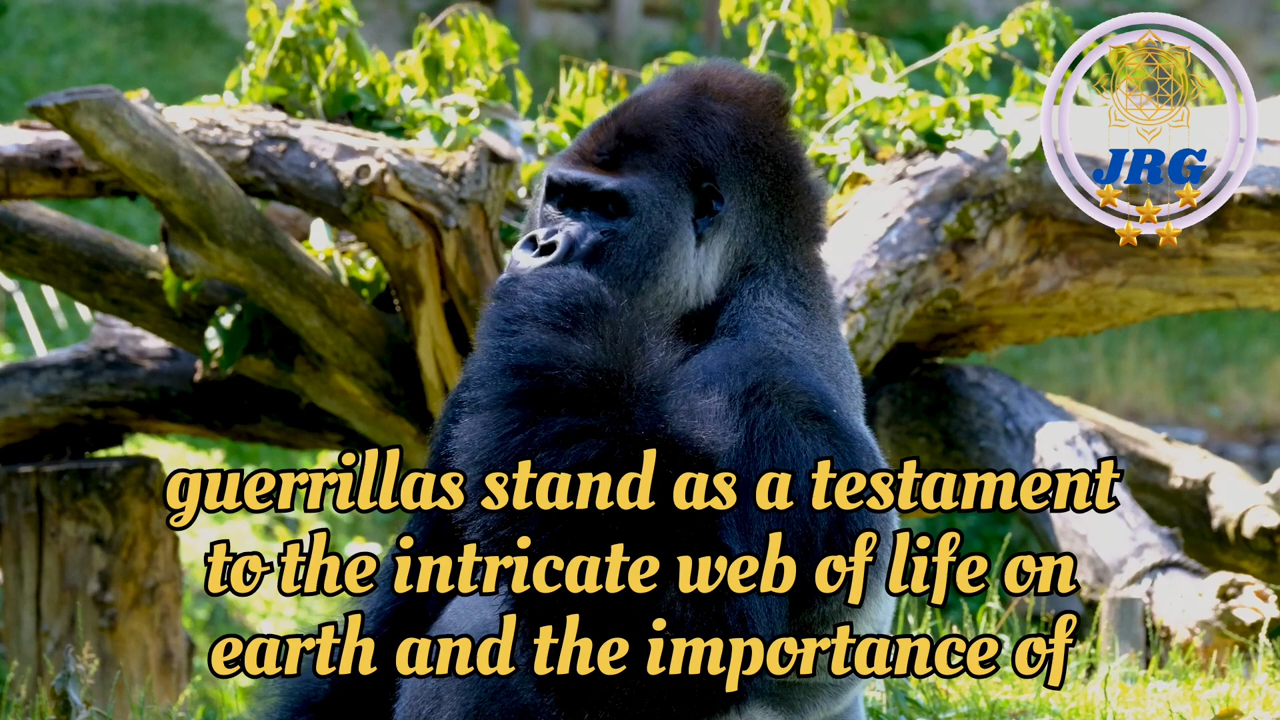 JRG
guerrillas stand as a testament
to the intricate web of life on
earth and the importance of